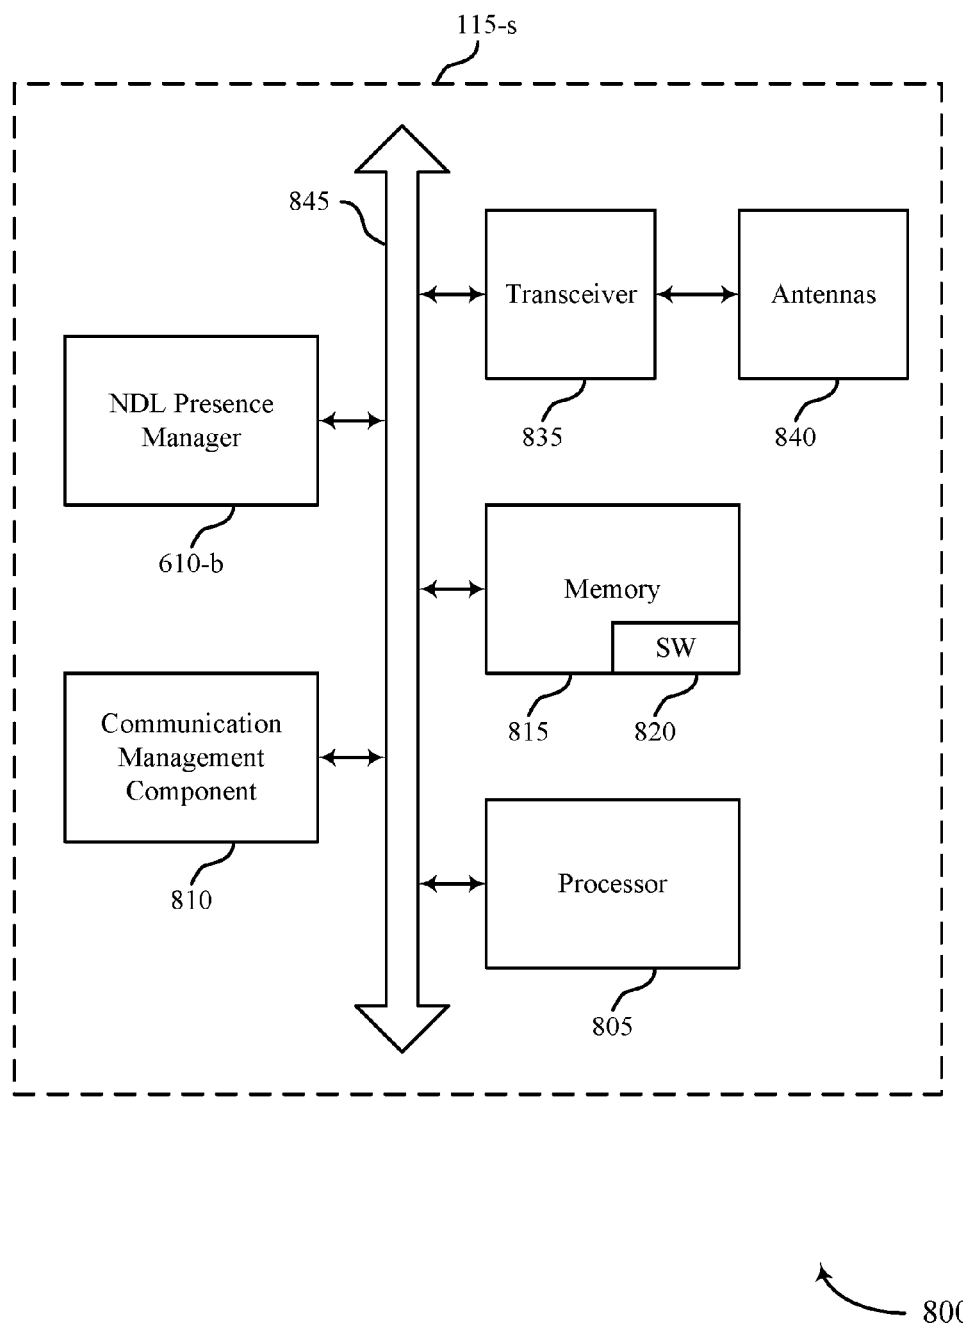 115-s
845
Transceiver
Antennas
835
840
NDL Presence
Manager
610-b
Memory
SW
815
820
Communication
Management
Component
810
Processor
805
800